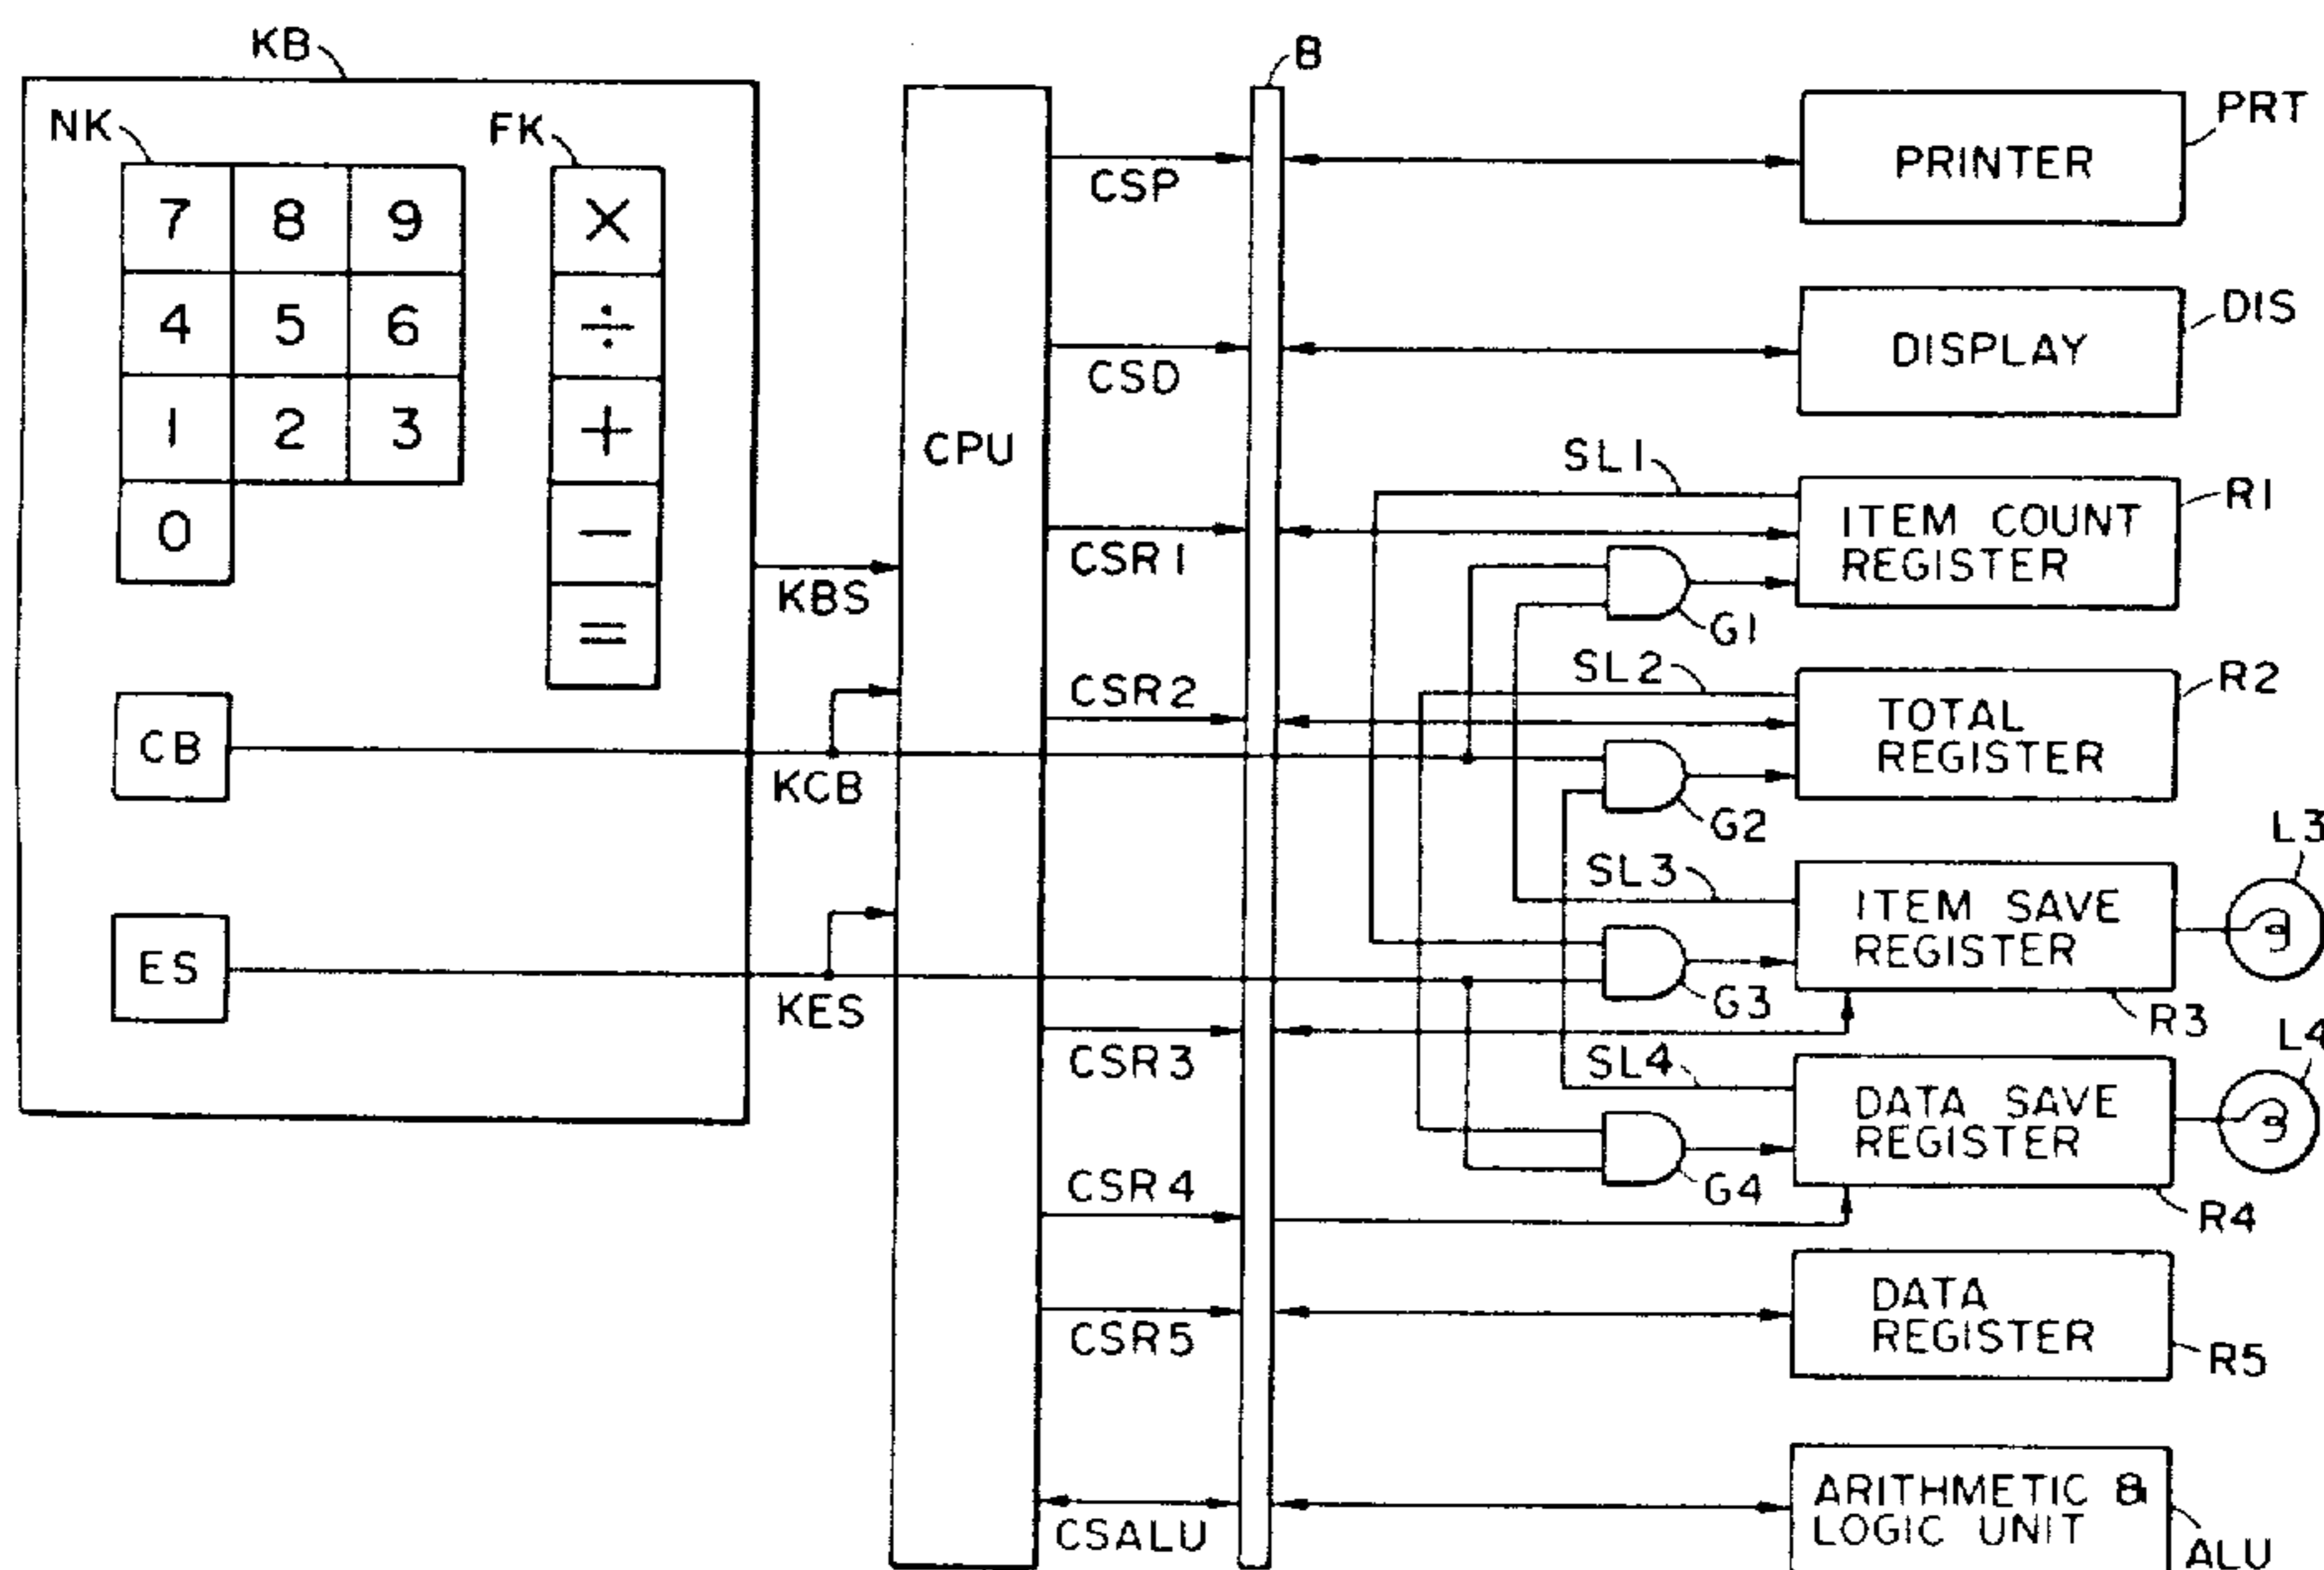 KB
NK
FK
7 8 9
4 5 6
1 2 3
0
×
÷
+
−
=
CB
ES
KBS
KCB
KES
CPU
B
CSP
CSD
CSR1
CSR2
CSR3
CSR4
CSR5
CSALU
PRINTER
PRT
DISPLAY
DIS
SL1
ITEM COUNT
REGISTER
R1
G1
SL2
TOTAL
REGISTER
R2
G2
SL3
ITEM SAVE
REGISTER
L3
G3
R3
SL4
DATA SAVE
REGISTER
L4
G4
R4
DATA
REGISTER
R5
ARITHMETIC &
LOGIC UNIT
ALU